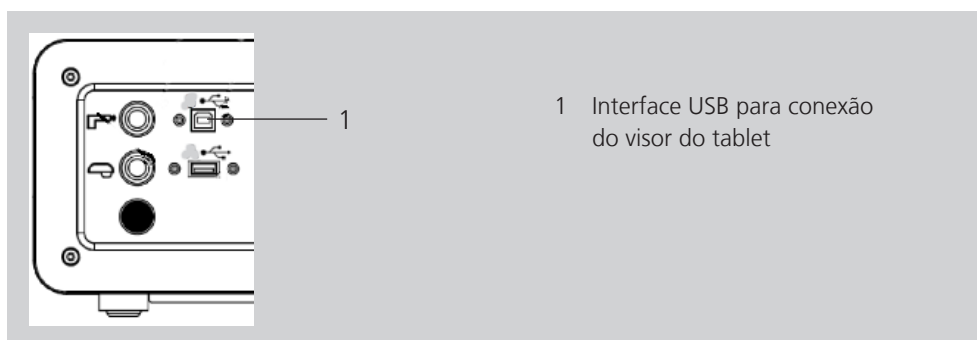 1
1 Interface USB para conexão
do visor do tablet